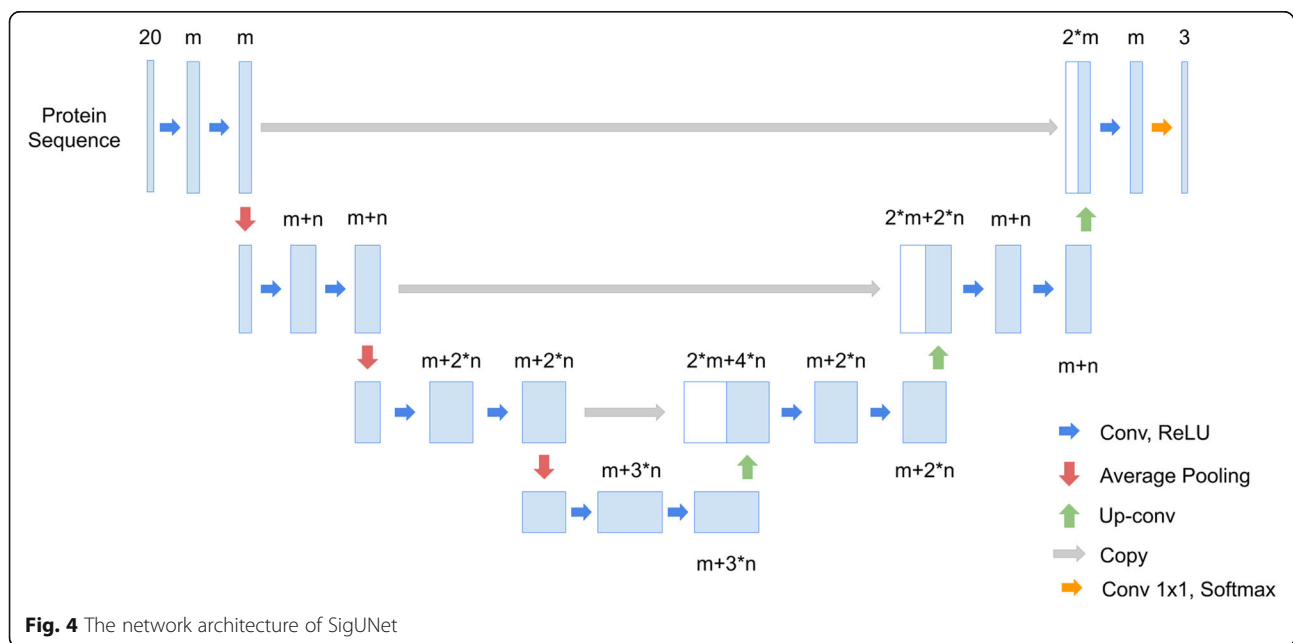 20 m m 2*m m 3
Protein
Sequence
m+n m+n 2*m+2*n m+n
m+n
m+2*n m+2*n 2*m+4*n m+2*n
m+2*n
m+3*n
m+3*n
Conv, ReLU
Average Pooling
Up-conv
Copy
Conv 1x1, Softmax
Fig. 4 The network architecture of SigUNet